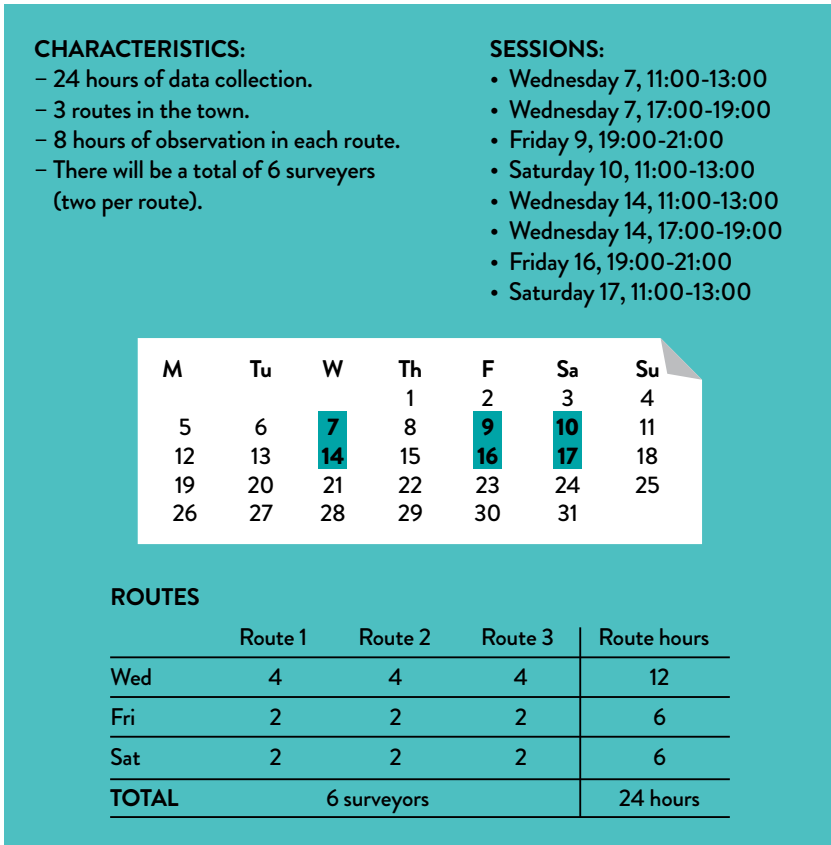 CHARACTERISTICS:
– 24 hours of data collection.
– 3 routes in the town.
– 8 hours of observation in each route.
– There will be a total of 6 surveyers
(two per route).
SESSIONS:
• Wednesday 7, 11:00-13:00
• Wednesday 7, 17:00-19:00
• Friday 9, 19:00-21:00
• Saturday 10, 11:00-13:00
• Wednesday 14, 11:00-13:00
• Wednesday 14, 17:00-19:00
• Friday 16, 19:00-21:00
• Saturday 17, 11:00-13:00
M Tu W Th F Sa Su
1 2 3 4
5 6 7 8 9 10 11
12 13 14 15 16 17 18
19 20 21 22 23 24 25
26 27 28 29 30 31
ROUTES
Route 1 Route 2 Route 3 Route hours
Wed 4 4 4 12
Fri 2 2 2 6
Sat 2 2 2 6
TOTAL 6 surveyors 24 hours